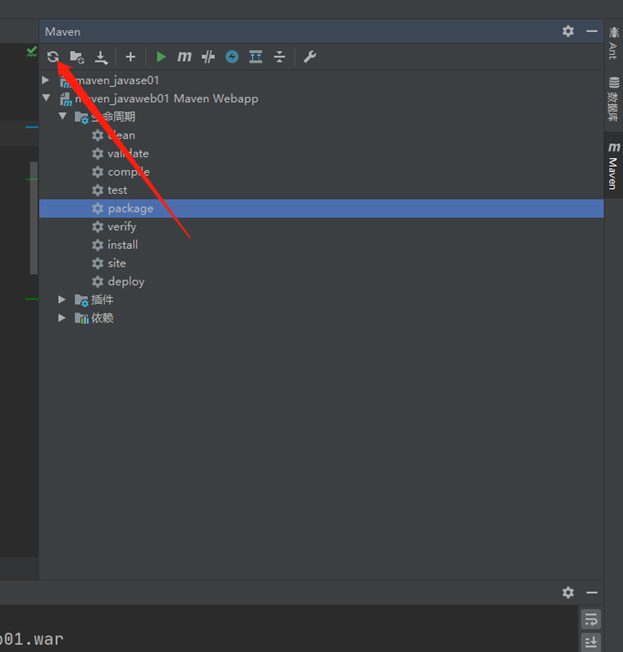 Maven
Ant
数据库
m Maven
maven_javase01
maven_javaweb01 Maven Webapp
生命周期
clean
validate
compile
test
package
verify
install
site
deploy
插件
依赖
b01.war